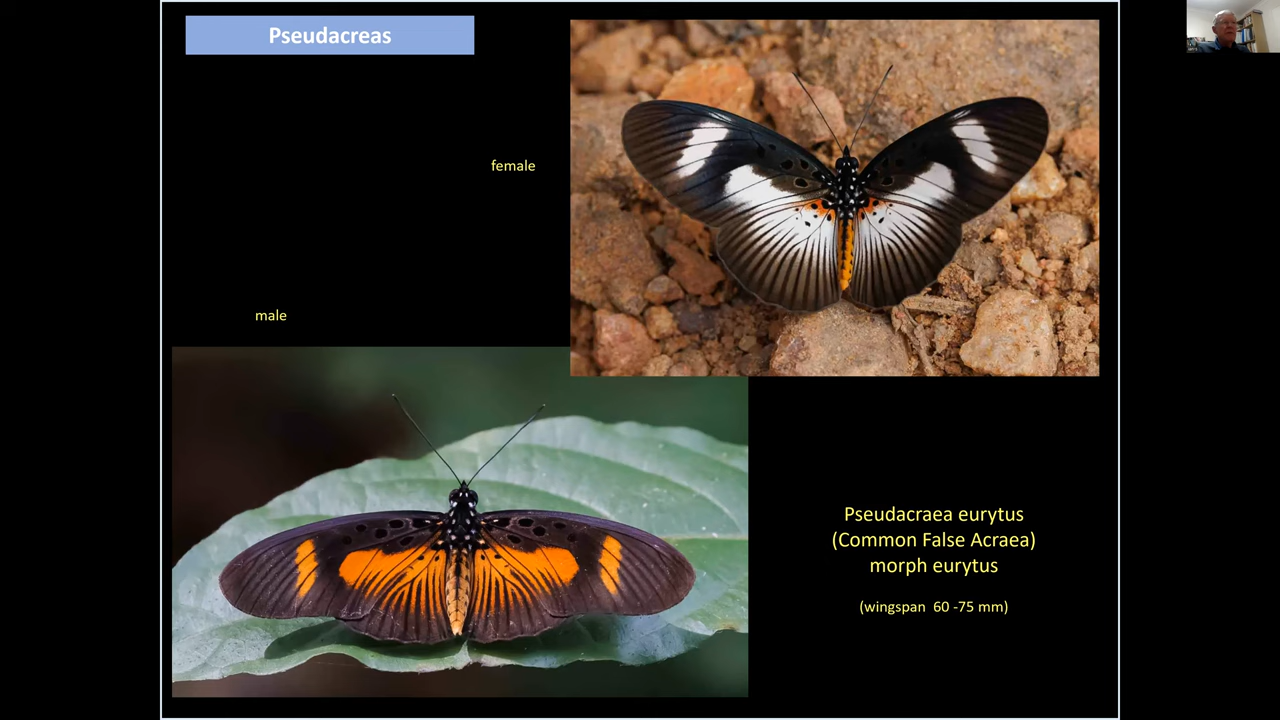 Pseudacreas
female
male
Pseudacraea eurytus
(Common False Acraea)
morph eurytus
(wingspan  60 -75 mm)